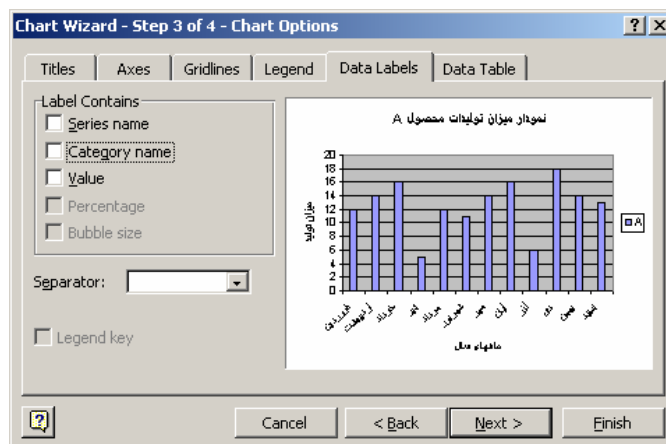 Chart Wizard - Step 3 of 4 - Chart Options
Titles
Axes
Gridlines
Legend
Data Labels
Data Table
Label Contains
Series name
Category name
Value
Percentage
Bubble size
Separator:
Legend key
نمودار میزان تولیدات محصول A
میزان تولید
20
18
16
14
12
10
8
6
4
2
0
فروردین
اردیبهشت
خرداد
تیر
مرداد
شهریور
مهر
آبان
آذر
دی
بهمن
اسفند
ماههای سال
A
Cancel
< Back
Next >
Finish